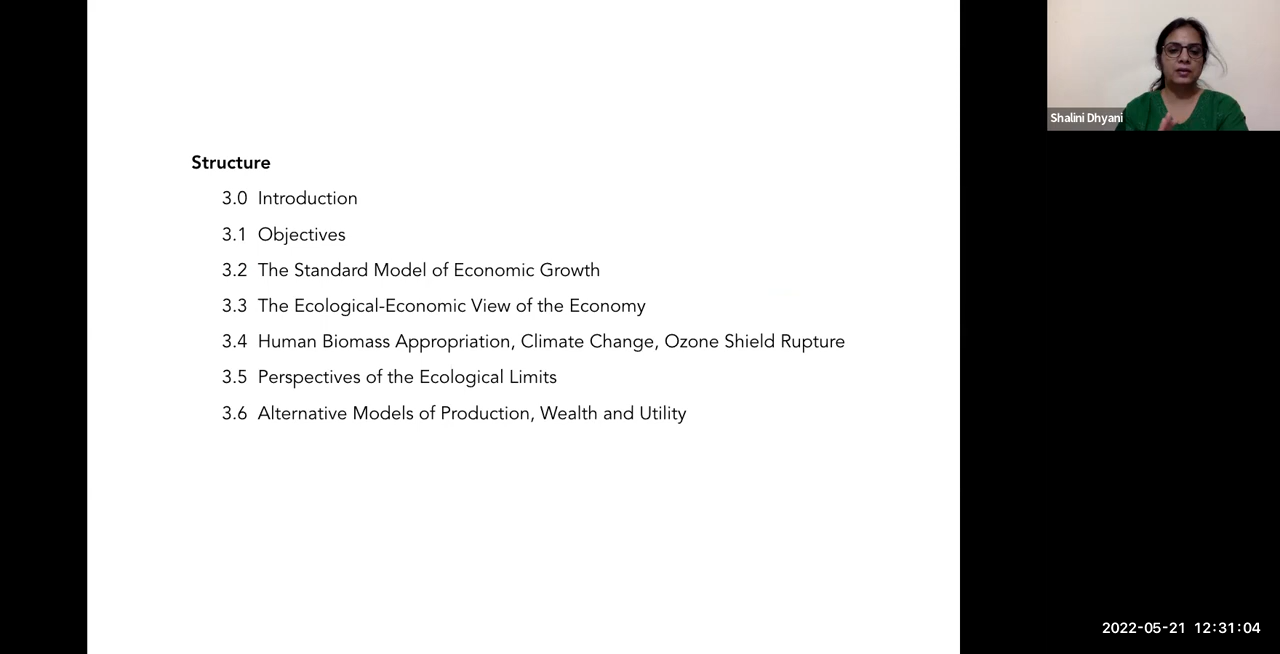 Shalini Dhyani
Structure
3.0 Introduction
3.1 Objectives
3.2 The Standard Model of Economic Growth
3.3 The Ecological-Economic View of the Economy
3.4 Human Biomass Appropriation, Climate Change, Ozone Shield Rupture
3.5 Perspectives of the Ecological Limits
3.6 Alternative Models of Production, Wealth and Utility
2022-05-21 12:31:04